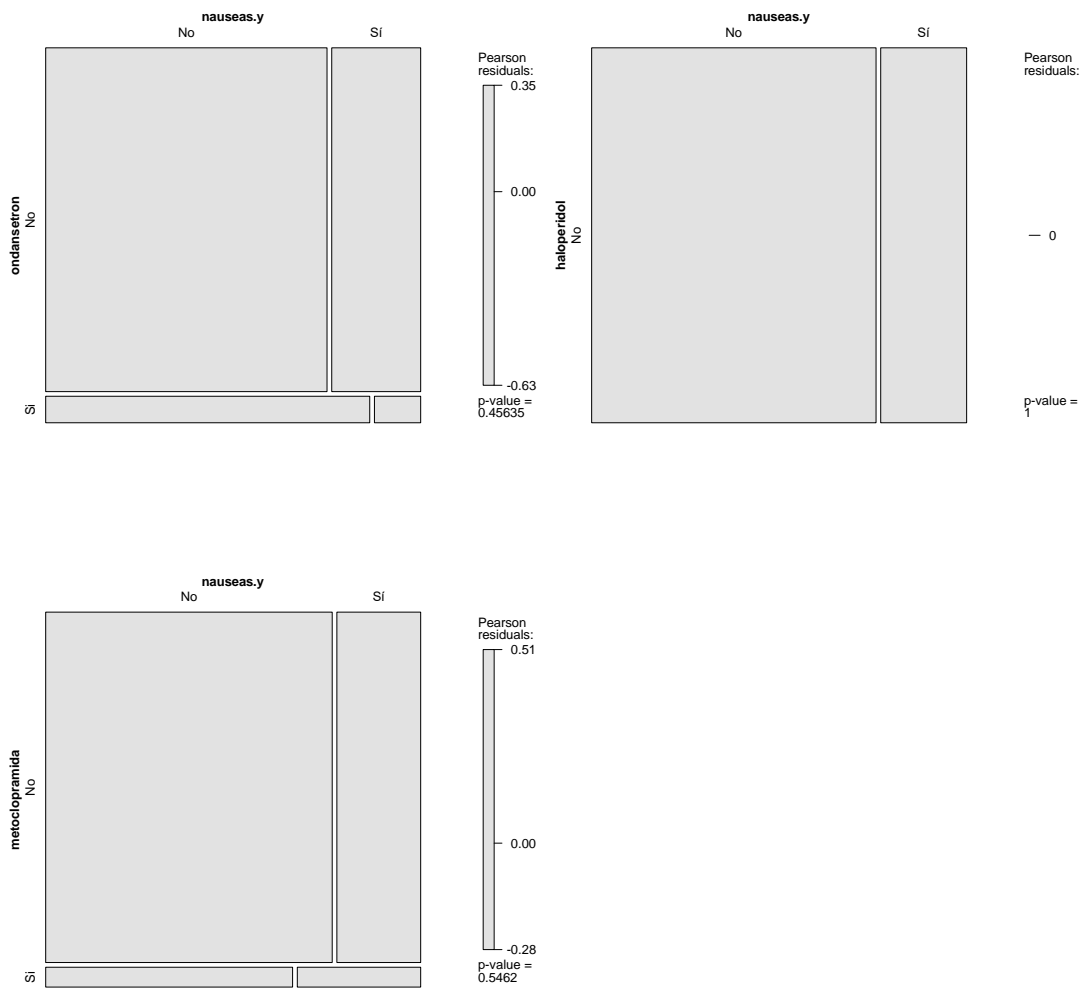 nauseas.y
No Sí
ondansetron
No
Si
Pearson
residuals:
0.35
0.00
-0.63
p-value =
0.45635
nauseas.y
No Sí
haloperidol
No
Pearson
residuals:
0
p-value =
1
nauseas.y
No Sí
metoclopramida
No
Si
Pearson
residuals:
0.51
0.00
-0.28
p-value =
0.5462